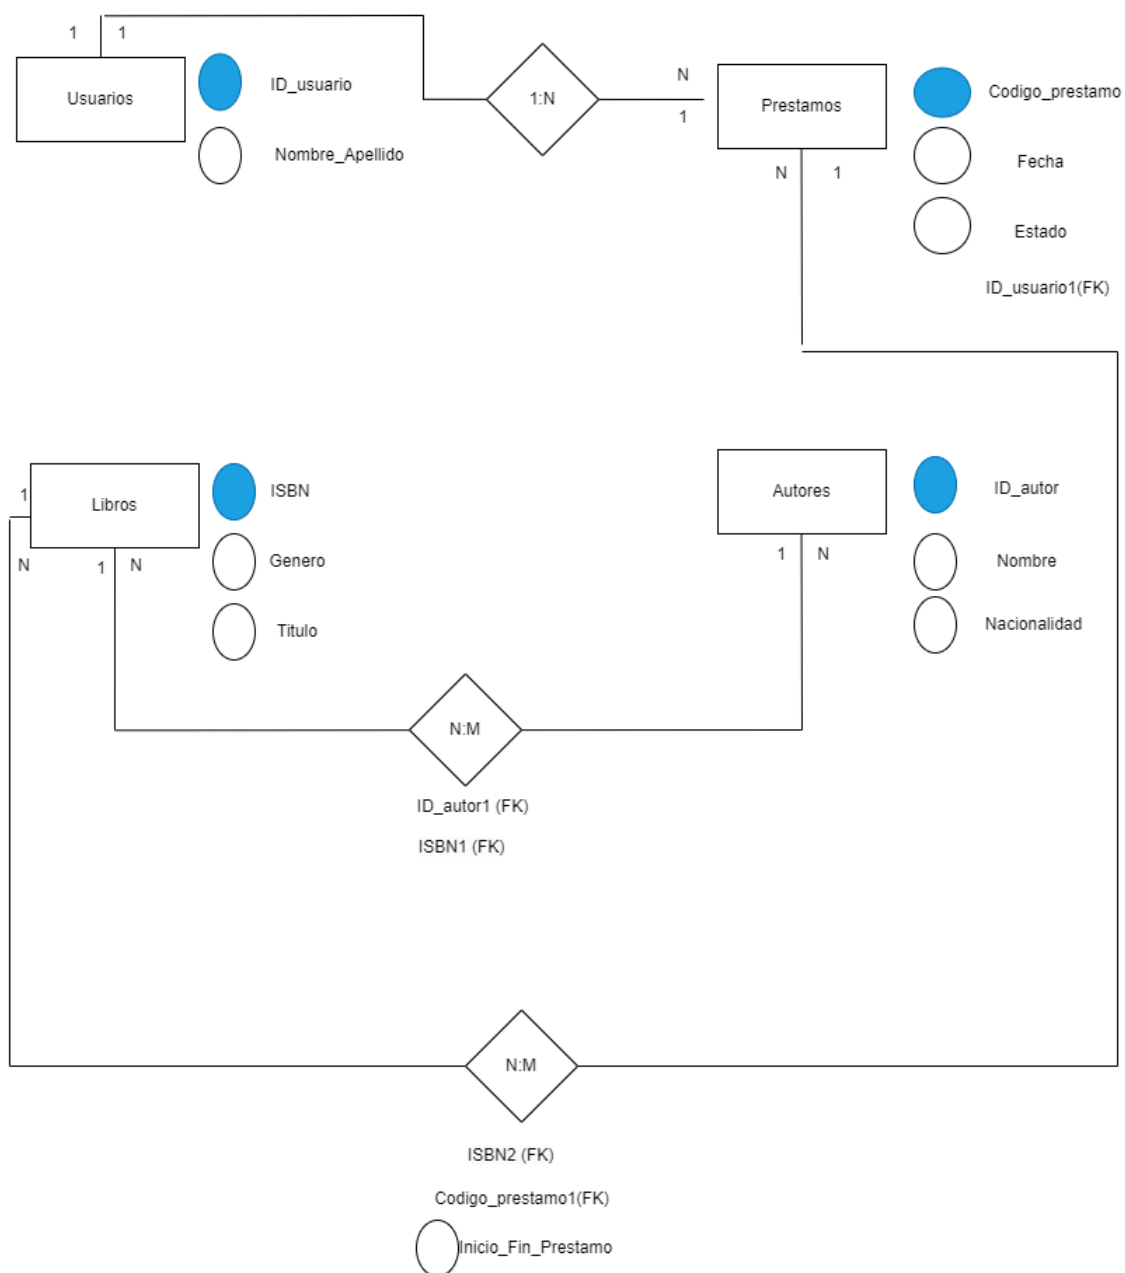 1 1
Usuarios
ID_usuario
Nombre_Apellido
1:N
N
1
Prestamos
N 1
Codigo_prestamo
Fecha
Estado
ID_usuario1(FK)
1
Libros
N
1 N
ISBN
Genero
Titulo
Autores
1 N
ID_autor
Nombre
Nacionalidad
N:M
ID_autor1 (FK)
ISBN1 (FK)
N:M
ISBN2 (FK)
Codigo_prestamo1(FK)
Inicio_Fin_Prestamo